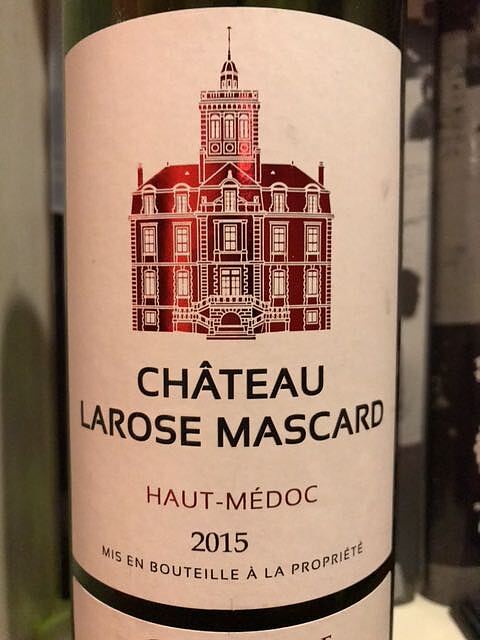 CHÂTEAU
LAROSE MASCARD
HAUT-MÉDOC
2015
MIS EN BOUTEILLE À LA PROPRIÉTÉ